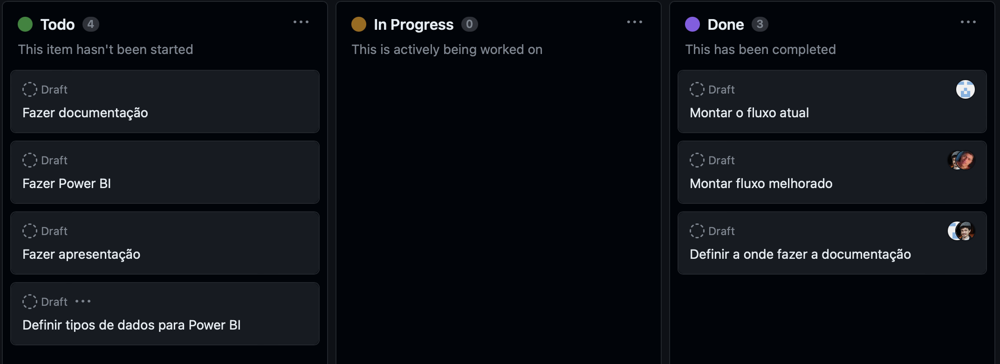 Todo 4
This item hasn't been started
Draft
Fazer documentação
Draft
Fazer Power BI
Draft
Fazer apresentação
Draft
Definir tipos de dados para Power BI
In Progress 0
This is actively being worked on
Done 3
This has been completed
Draft
Montar o fluxo atual
Draft
Montar fluxo melhorado
Draft
Definir a onde fazer a documentação